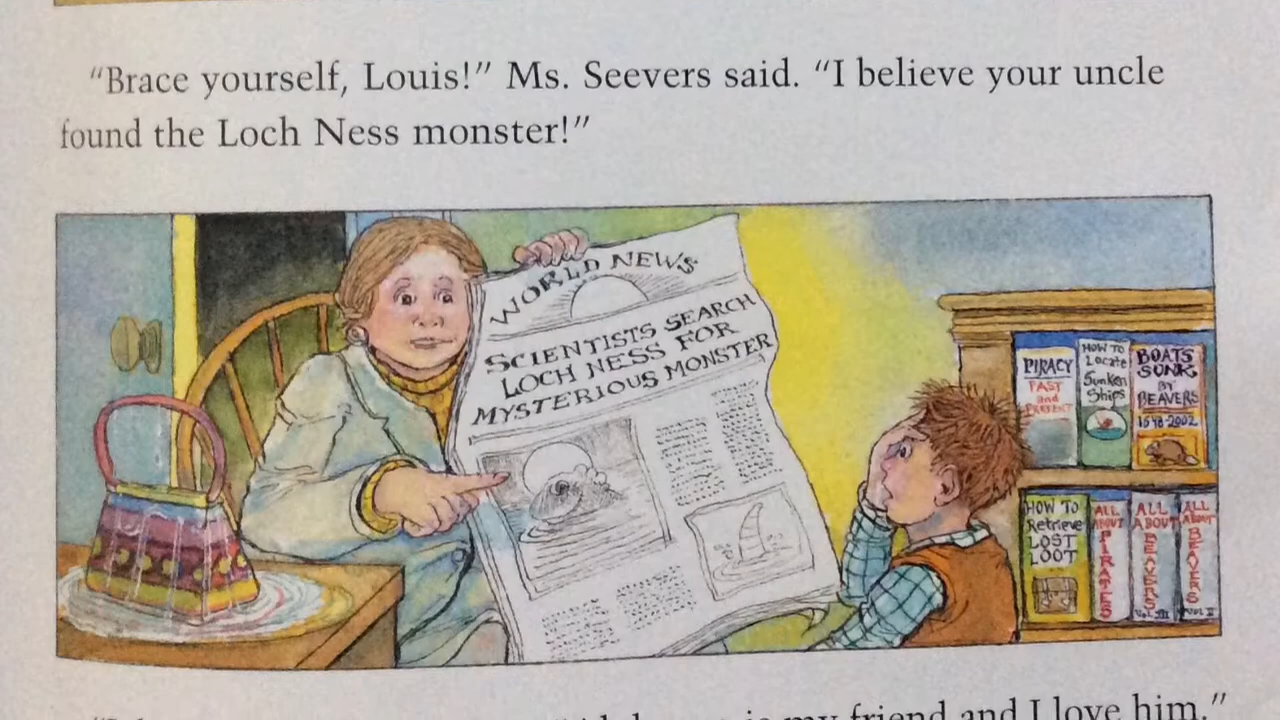 “Brace yourself, Louis!” Ms. Seevers said. “I believe your uncle
found the Loch Ness monster!”
WORLD NEWS
SCIENTISTS SEARCH
LOCH NESS FOR
MYSTERIOUS MONSTER
PIRACY
PAST
and
PRESENT
HOW TO
Locate
Sunken
Ships
BOATS
SUNK
BY
BEAVERS
1548-2002
HOW TO
Retrieve
LOST
LOOT
ALL
ABOUT
PIRATES
ALL
ABOUT
BEAVERS
VOL III
ALL
ABOUT
BEAVERS
VOL
is my friend and I love him.”